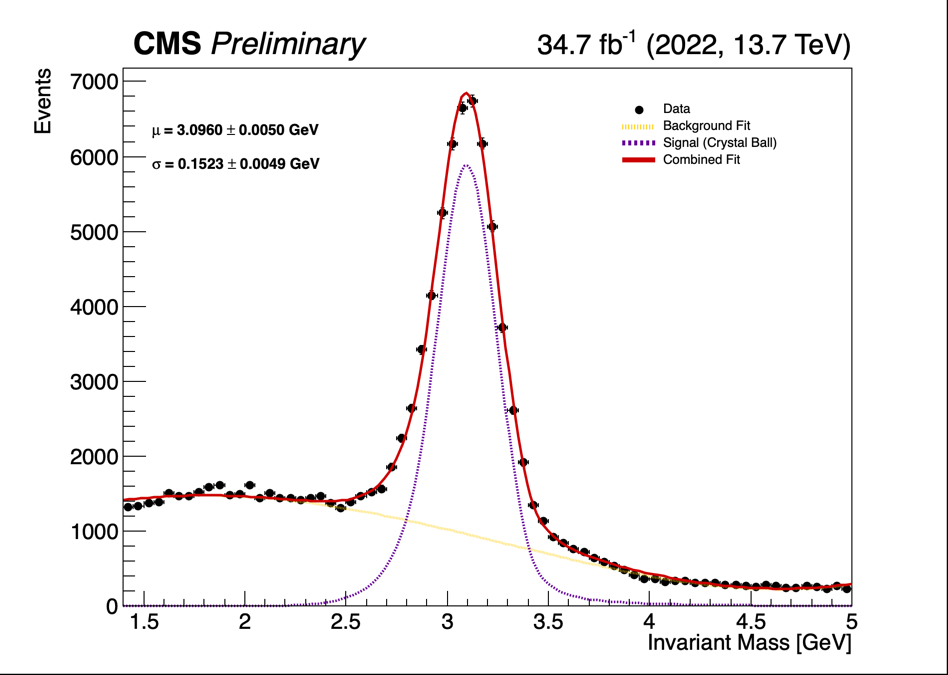 CMS Preliminary
34.7 fb⁻¹ (2022, 13.7 TeV)
Events
7000
6000
5000
4000
3000
2000
1000
0
μ = 3.0960 ± 0.0050 GeV
σ = 0.1523 ± 0.0049 GeV
Data
Background Fit
Signal (Crystal Ball)
Combined Fit
1.5 2 2.5 3 3.5 4 4.5 5
Invariant Mass [GeV]